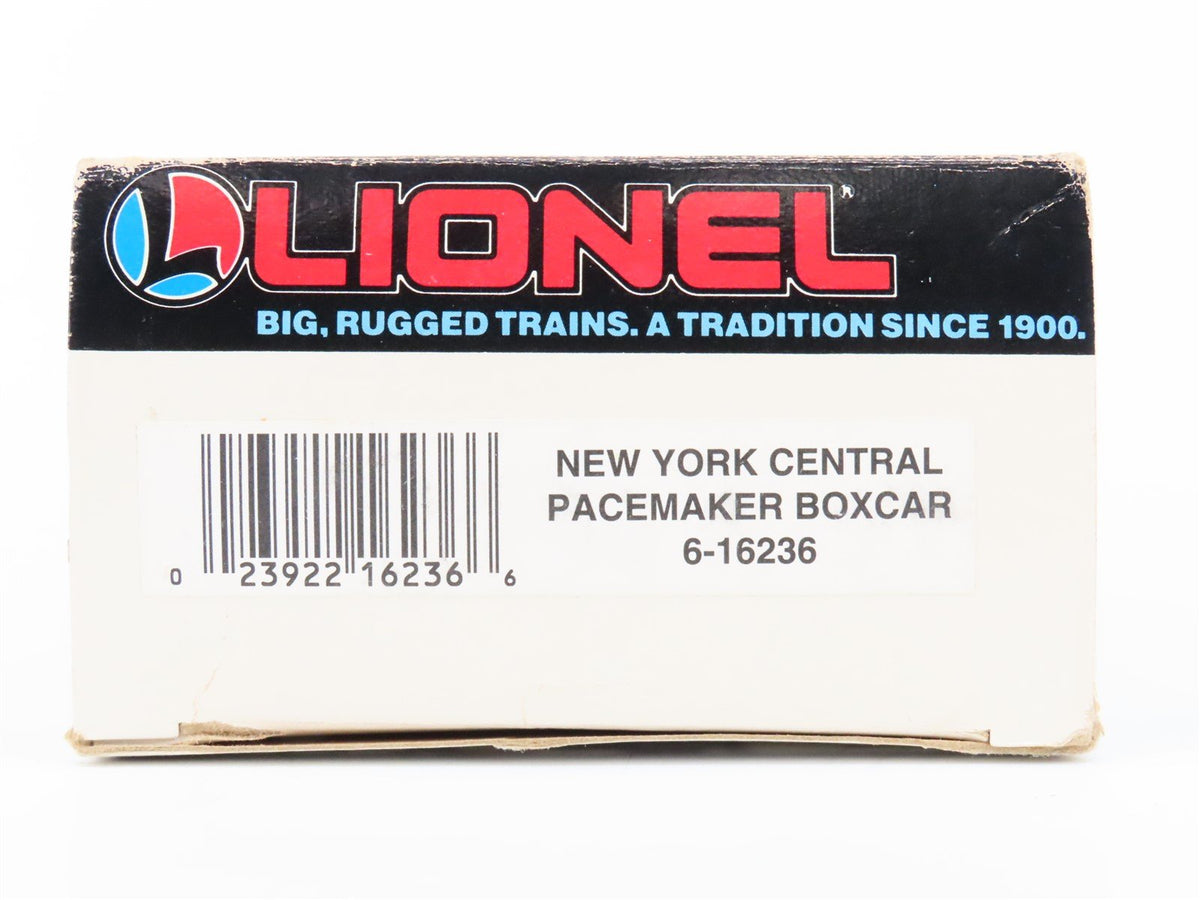 LIONEL®
BIG, RUGGED TRAINS. A TRADITION SINCE 1900.
NEW YORK CENTRAL
PACEMAKER BOXCAR
6-16236
0 23922 16236 6